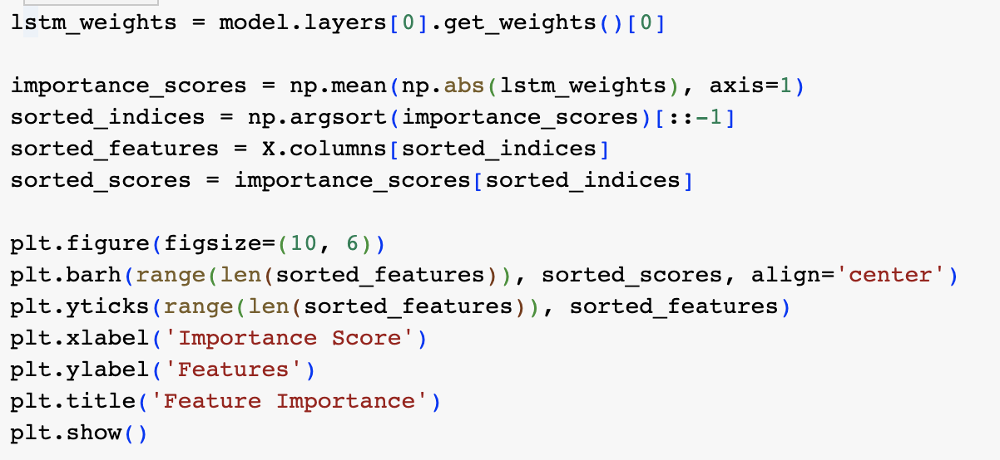 lstm_weights = model.layers[0].get_weights()[0]
importance_scores = np.mean(np.abs(lstm_weights), axis=1)
sorted_indices = np.argsort(importance_scores)[::-1]
sorted_features = X.columns[sorted_indices]
sorted_scores = importance_scores[sorted_indices]
plt.figure(figsize=(10, 6))
plt.barh(range(len(sorted_features)), sorted_scores, align='center')
plt.yticks(range(len(sorted_features)), sorted_features)
plt.xlabel('Importance Score')
plt.ylabel('Features')
plt.title('Feature Importance')
plt.show()